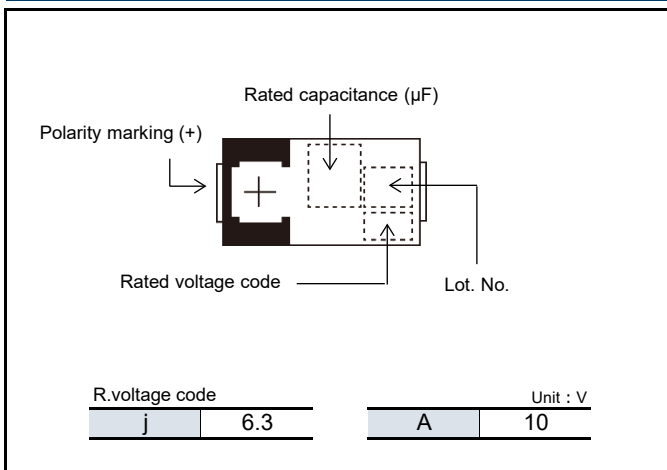 Rated capacitance (µF)
Polarity marking (+)
Rated voltage code
Lot. No.
R.voltage code
Unit : V
j 6.3 A 10